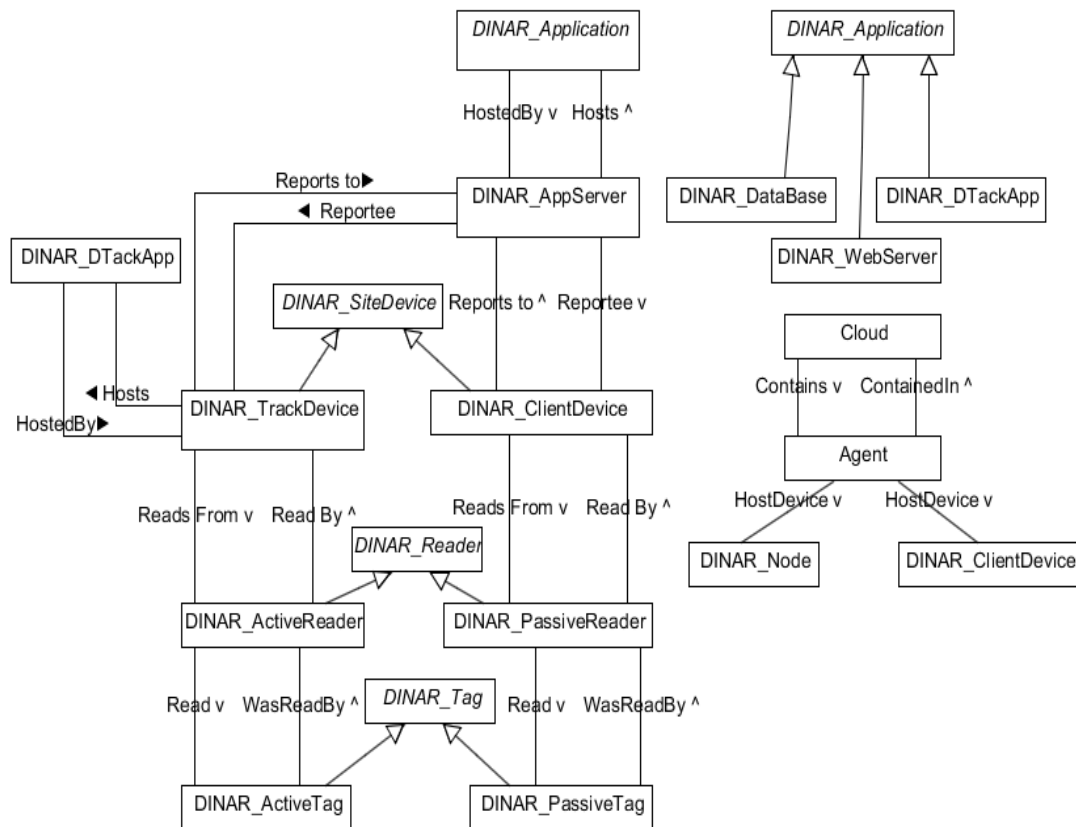 DINAR_Application
DINAR_Application
HostedBy v
Hosts ^
Reports to▶
DINAR_AppServer
DINAR_DataBase
DINAR_DTackApp
◀ Reportee
DINAR_DTackApp
DINAR_WebServer
DINAR_SiteDevice
Reports to ^
Reportee v
Cloud
Contains v
ContainedIn ^
◀ Hosts
DINAR_TrackDevice
DINAR_ClientDevice
HostedBy▶
Agent
HostDevice v
HostDevice v
Reads From v
Read By ^
Reads From v
Read By ^
DINAR_Reader
DINAR_Node
DINAR_ClientDevice
DINAR_ActiveReader
DINAR_PassiveReader
Read v
WasReadBy ^
DINAR_Tag
Read v
WasReadBy ^
DINAR_ActiveTag
DINAR_PassiveTag